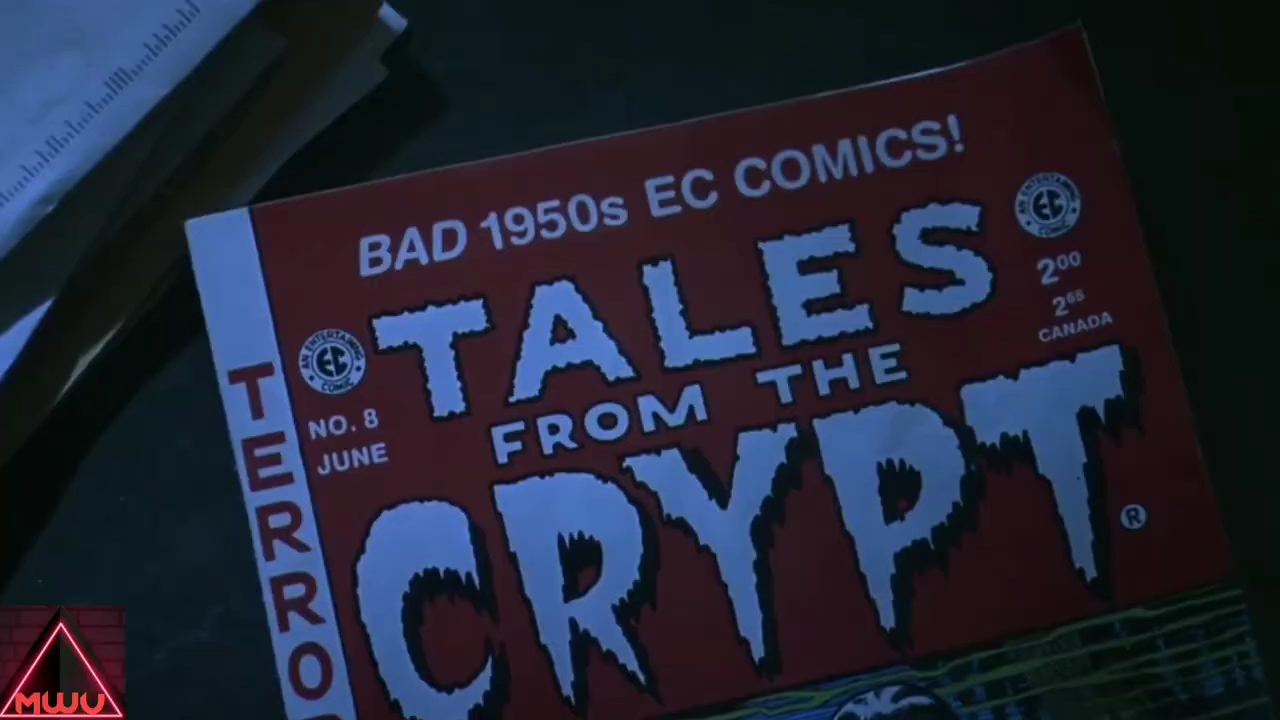 BAD 1950s EC COMICS!
TALES
FROM THE
CRYPT
®
AN ENTERTAINING
EC
COMIC
NO. 8
JUNE
AN ENTERTAINING
EC
COMIC
2.00
2.65
CANADA
TERRO
MWU